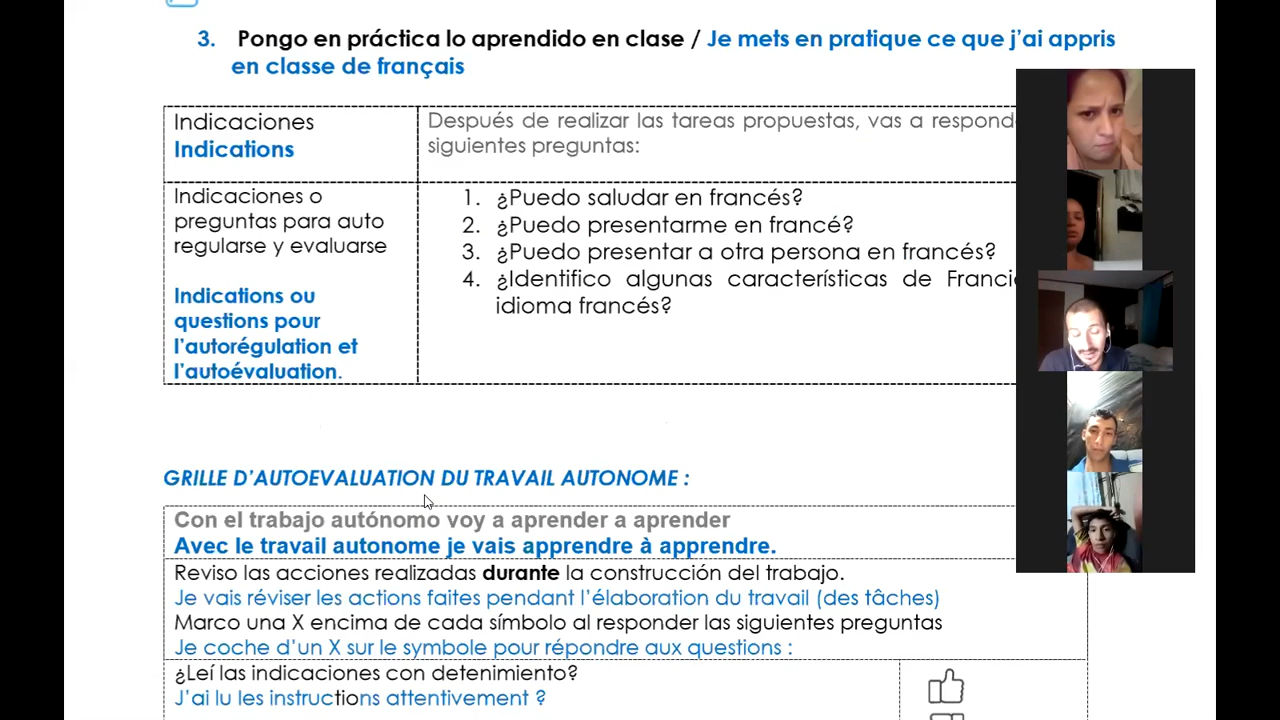 3. Pongo en práctica lo aprendido en clase / Je mets en pratique ce que j'ai appris
en classe de français
Indicaciones
Indications
Después de realizar las tareas propuestas, vas a
siguientes preguntas:
Indicaciones o
preguntas para auto
regularse y evaluarse
Indications ou
questions pour
l'autorégulation et
l'autoévaluation.
1. ¿Puedo saludar en francés?
2. ¿Puedo presentarme en francé?
3. ¿Puedo presentar a otra persona en francés?
4. ¿Identifico algunas características de
idioma francés?
GRILLE D'AUTOEVALUATION DU TRAVAIL AUTONOME :
Con el trabajo autónomo voy a aprender a aprender
Avec le travail autonome je vais apprendre à apprendre.
Reviso las acciones realizadas durante la construcción del trabajo.
Je vais réviser les actions faites pendant l'élaboration du travail (des tâches)
Marco una X encima de cada símbolo al responder las siguientes preguntas
Je coche d'un X sur le symbole pour répondre aux questions :
¿Leí las indicaciones con detenimiento?
J'ai lu les instructions attentivement ?